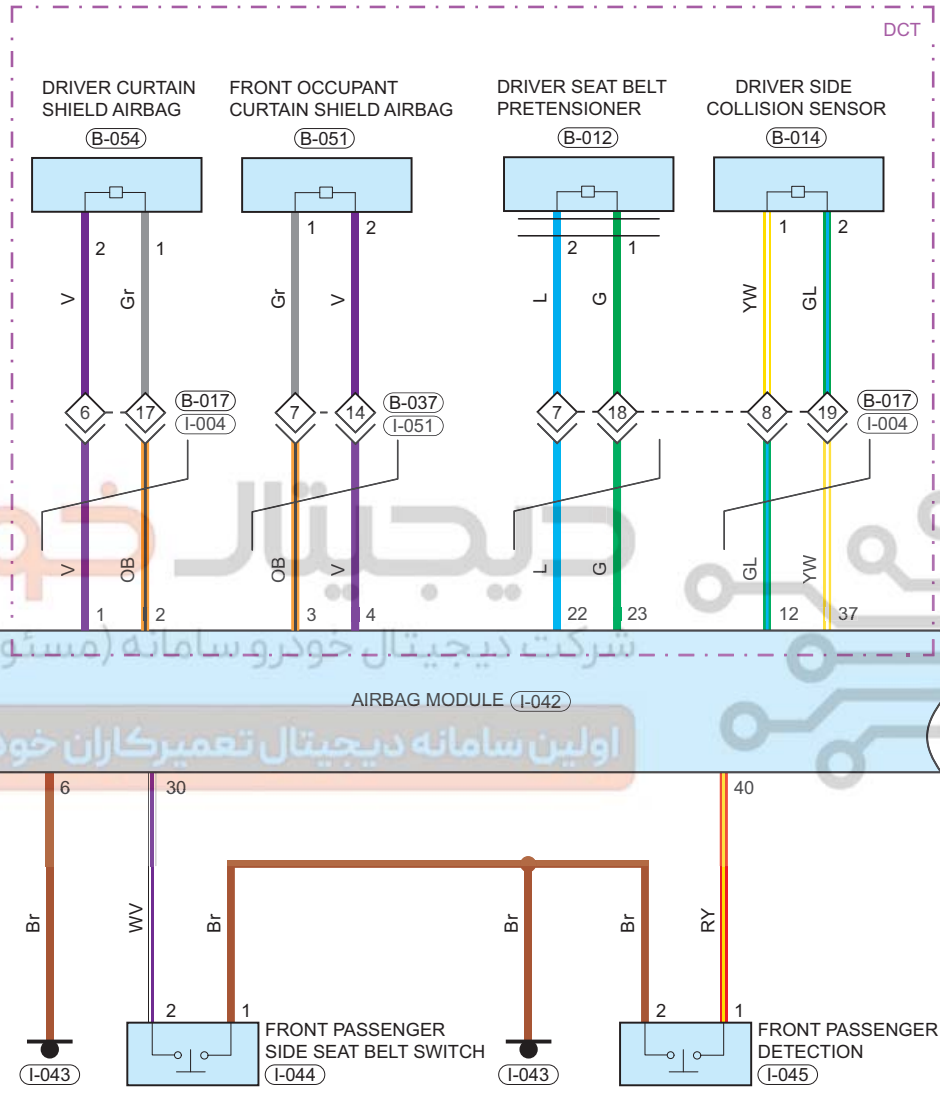 DCT
DRIVER CURTAIN
SHIELD AIRBAG
B-054
FRONT OCCUPANT
CURTAIN SHIELD AIRBAG
B-051
DRIVER SEAT BELT
PRETENSIONER
B-012
DRIVER SIDE
COLLISION SENSOR
B-014
2 1 1 2 2 1 1 2
V Gr Gr V L G YW GL
6 17 B-017
I-004
7 14 B-037
I-051
7 18 8 19 B-017
I-004
دیجیتال خو
V OB OB V L G GL YW
1 2 3 4 22 23 12 37
شرکت دیجیتال خودرو سامانه (مسئو
AIRBAG MODULE I-042
اولین سامانه دیجیتال تعمیرکاران خود
6 30 40
Br WV Br Br Br RY
2 1 2 1
I-043
FRONT PASSENGER
SIDE SEAT BELT SWITCH
I-044
I-043
FRONT PASSENGER
DETECTION
I-045